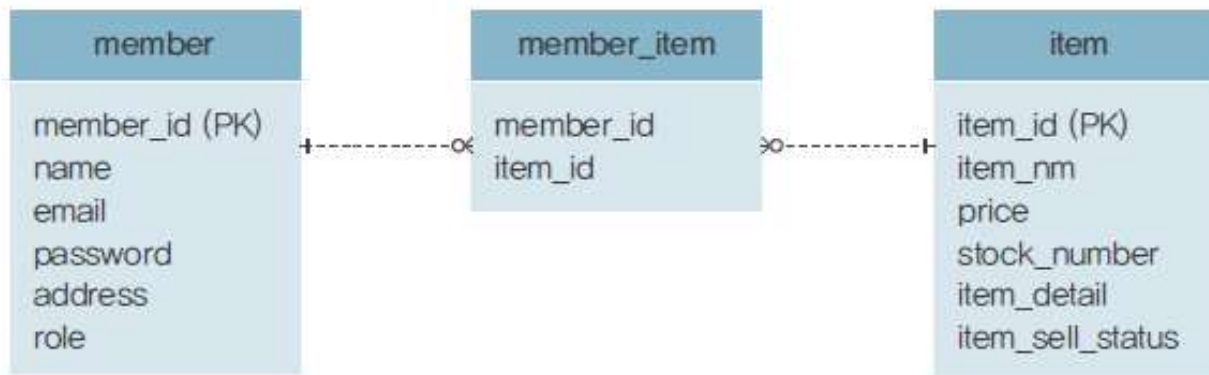 member
member_id (PK)
name
email
password
address
role
member_item
member_id
item_id
item
item_id (PK)
item_nm
price
stock_number
item_detail
item_sell_status